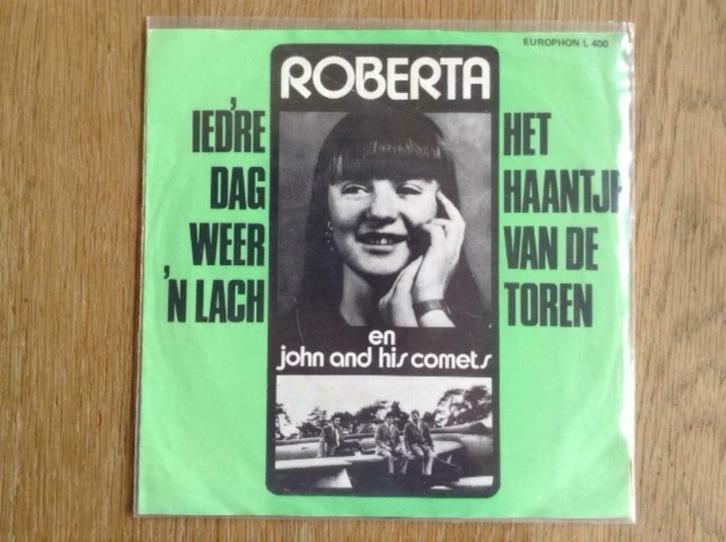 EUROPHON L 400
ROBERTA
IED'RE
DAG
WEER
'N LACH
HET
HAANTJE
VAN DE
TOREN
en
john and his comets